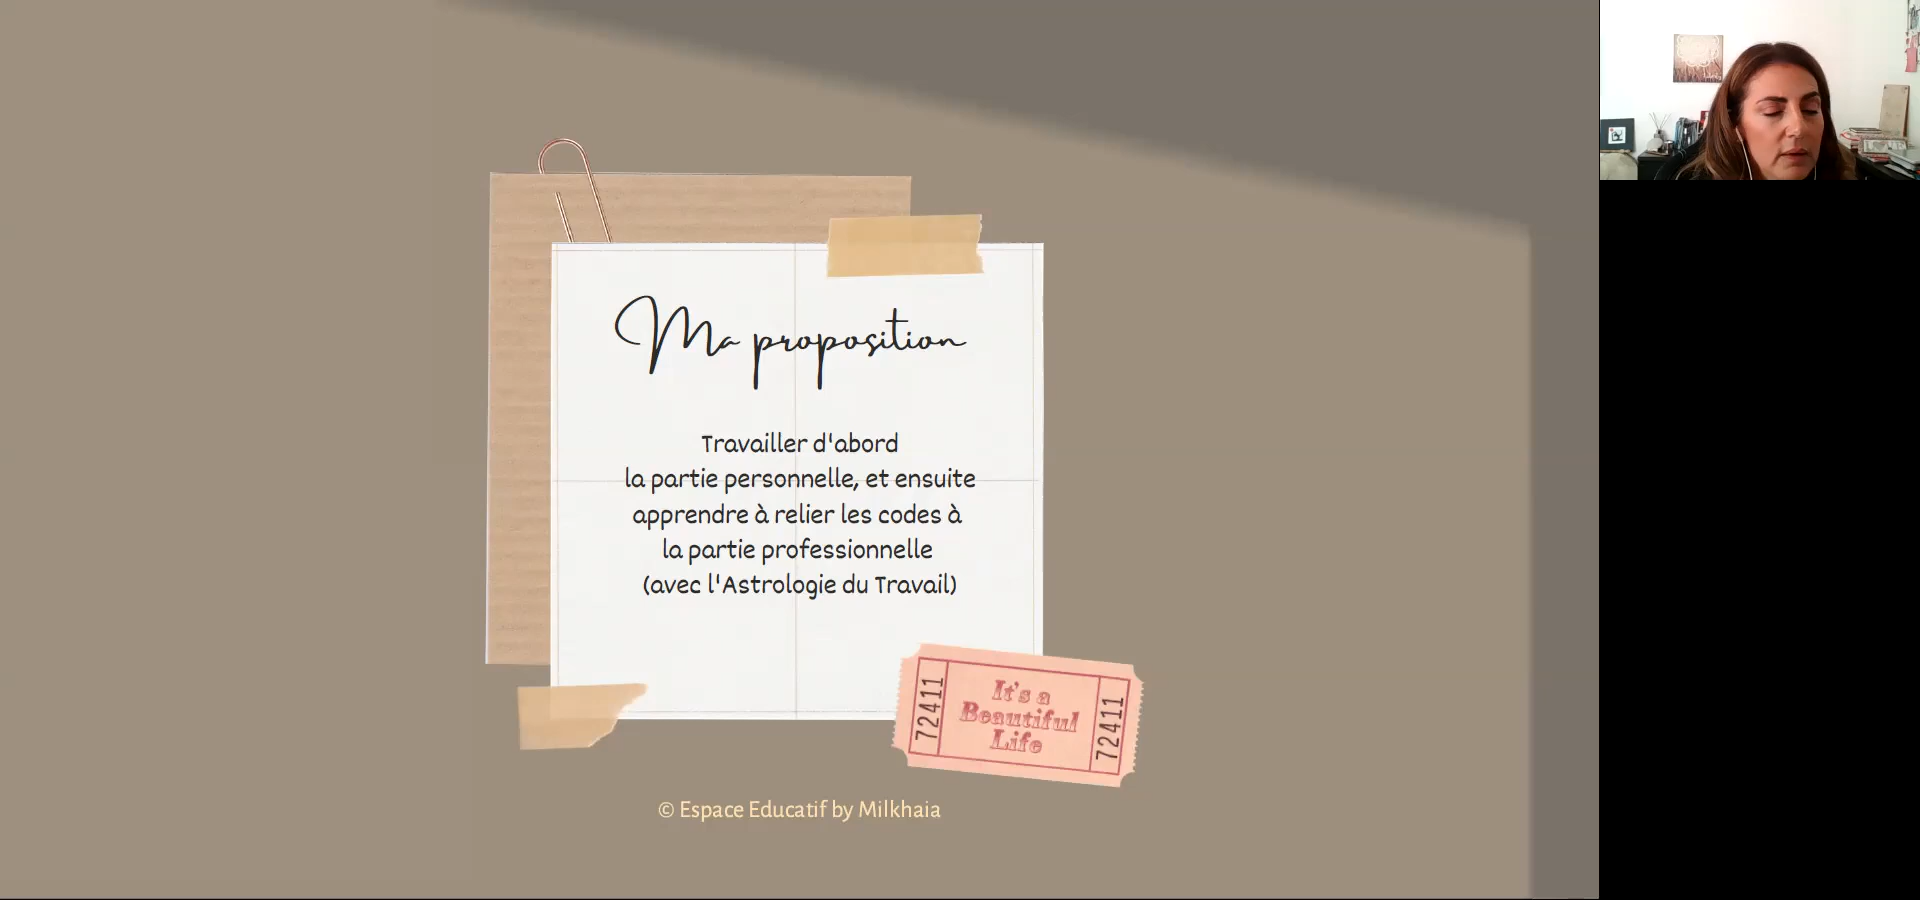 Ma proposition
Travailler d'abord
la partie personnelle, et ensuite
apprendre à relier les codes à
la partie professionnelle
(avec l'Astrologie du Travail)
72411
It's a
Beautiful
Life
72411
© Espace Educatif by Milkhaia